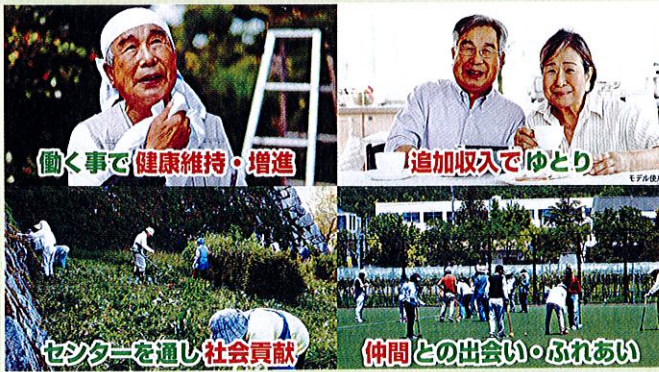 働く事で 健康維持・増進
追加収入で ゆとり
モデル使用
センターを通し 社会貢献
仲間 との出会い・ふれあい